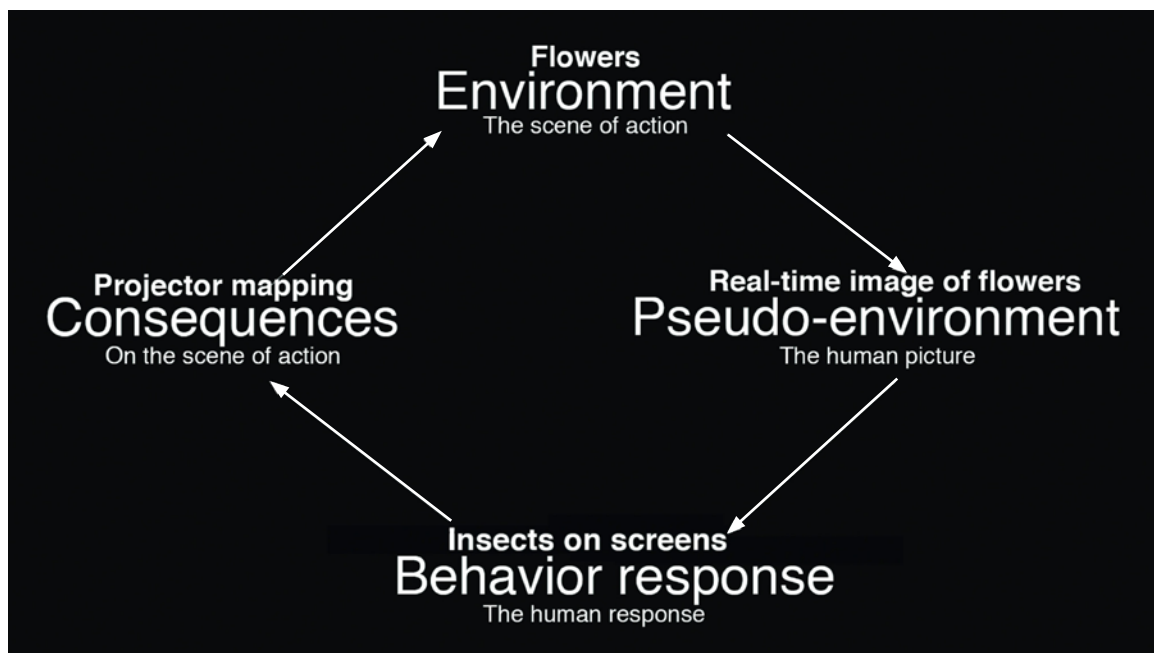 Flowers
Environment
The scene of action
Projector mapping
Consequences
On the scene of action
Real-time image of flowers
Pseudo-environment
The human picture
Insects on screens
Behavior response
The human response